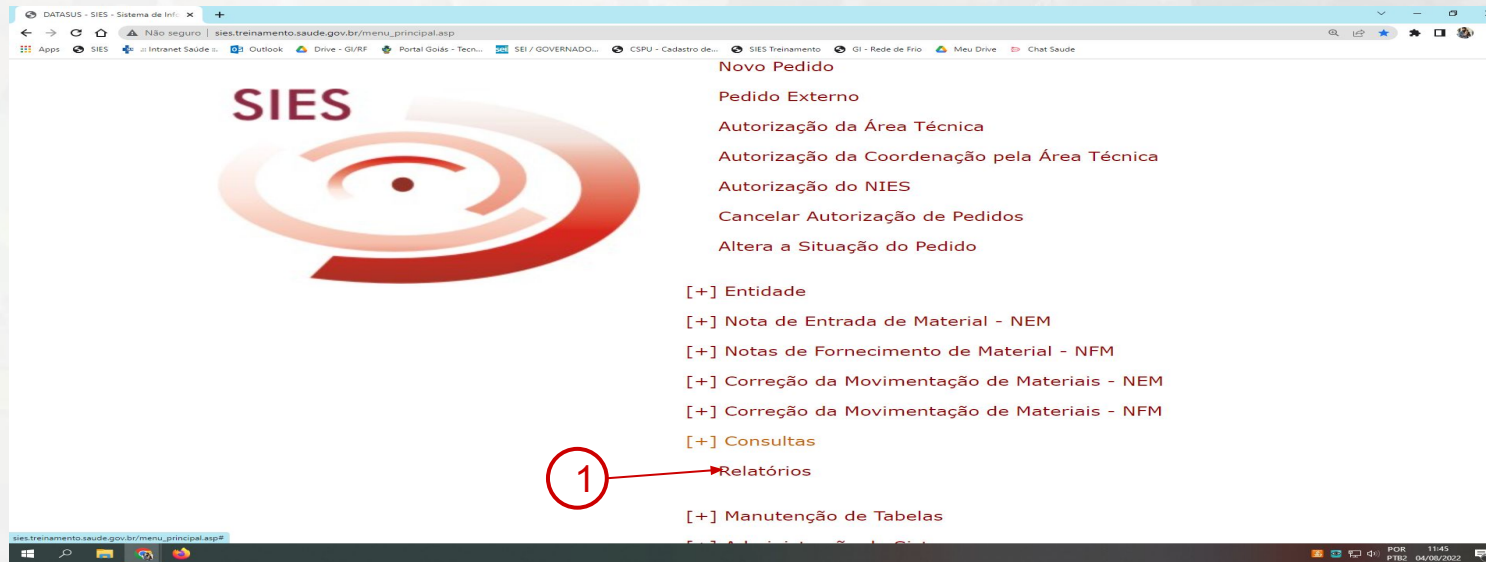 DATASUS - SIES - Sistema de Inf
Não seguro | sies.treinamento.saude.gov.br/menu_principal.asp
Apps SIES .:: Intranet Saúde :. Outlook Drive - GI/RF Portal Goiás - Tecn... SEI / GOVERNADO... CSPU - Cadastro de... SIES Treinamento GI - Rede de Frio Meu Drive Chat Saude
SIES
Novo Pedido
Pedido Externo
Autorização da Área Técnica
Autorização da Coordenação pela Área Técnica
Autorização do NIES
Cancelar Autorização de Pedidos
Altera a Situação do Pedido
[+] Entidade
[+] Nota de Entrada de Material - NEM
[+] Notas de Fornecimento de Material - NFM
[+] Correção da Movimentação de Materiais - NEM
[+] Correção da Movimentação de Materiais - NFM
[+] Consultas
1
Relatórios
[+] Manutenção de Tabelas
sies.treinamento.saude.gov.br/menu_principal.asp#
POR 11:45
PTB2 04/08/2022